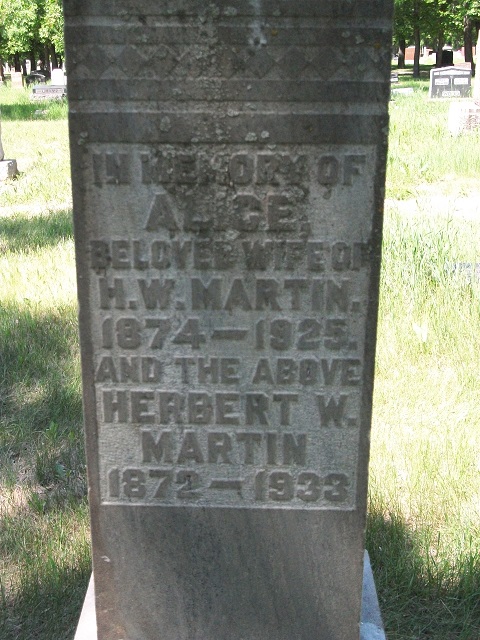 IN MEMORY OF
ALICE,
BELOVED WIFE OF
H.W. MARTIN.
1874—1925.
AND THE ABOVE
HERBERT W.
MARTIN
1872—1933